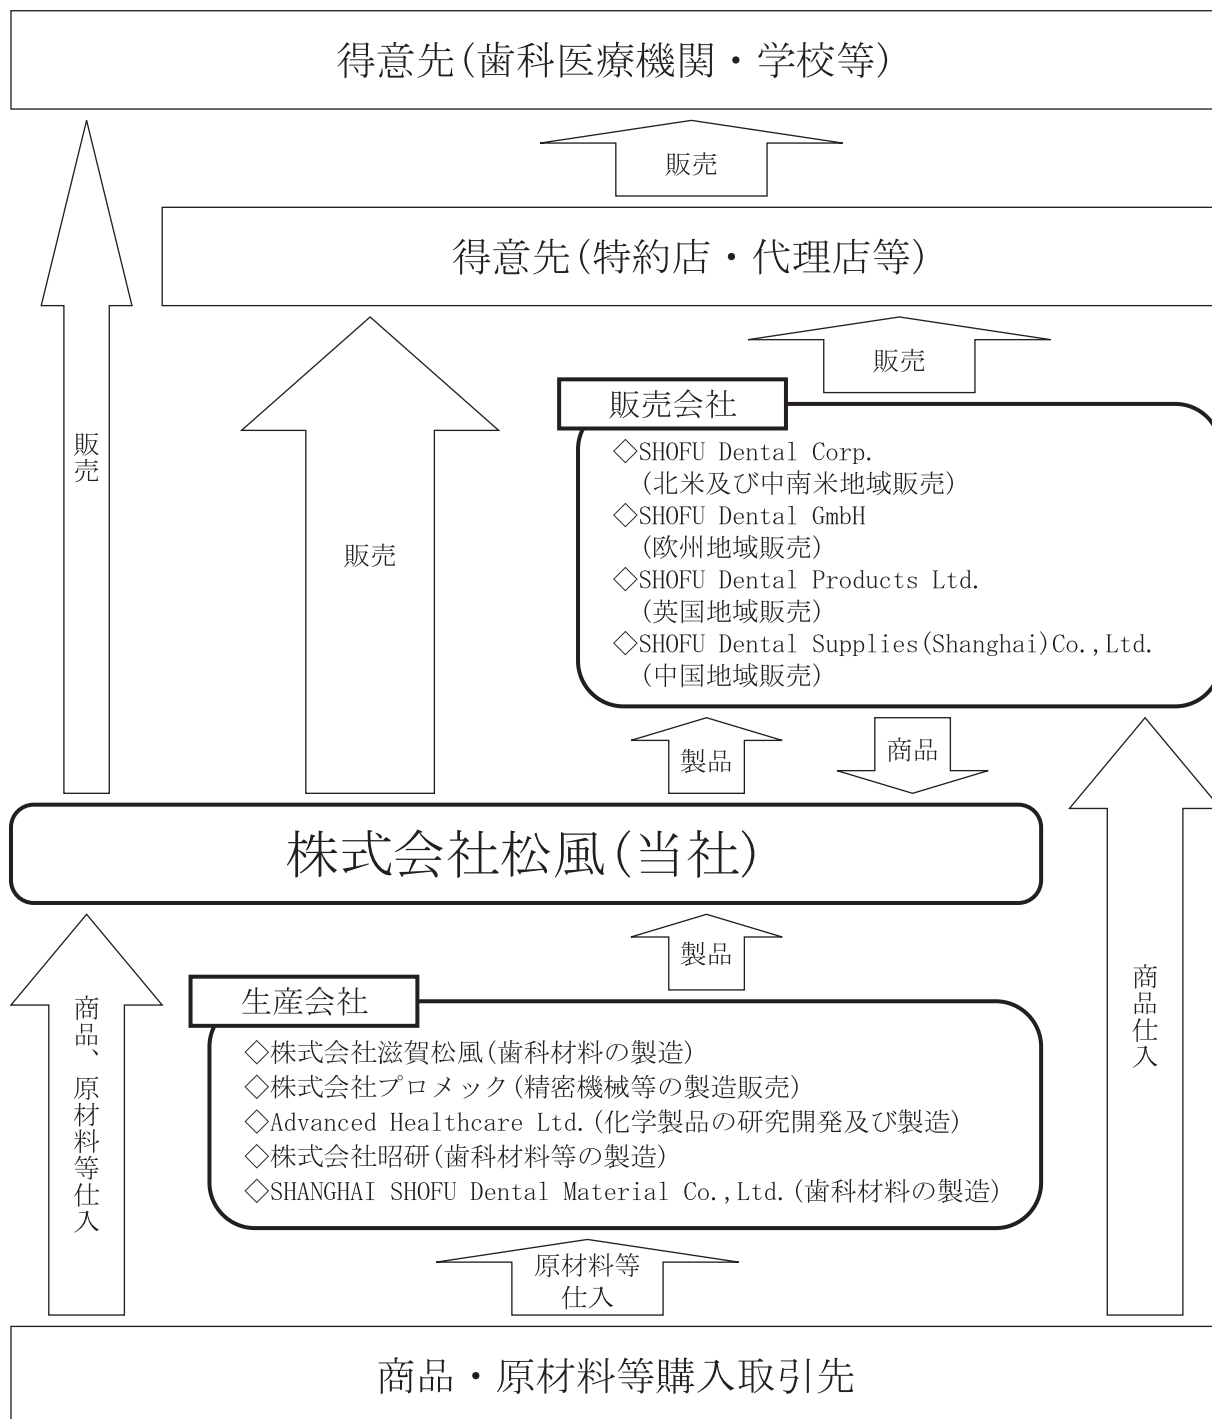 得意先(歯科医療機関・学校等)
販売
得意先(特約店・代理店等)
販売
販売
販売
販売会社
◇SHOFU Dental Corp.
(北米及び中南米地域販売)
◇SHOFU Dental GmbH
(欧州地域販売)
◇SHOFU Dental Products Ltd.
(英国地域販売)
◇SHOFU Dental Supplies(Shanghai)Co.,Ltd.
(中国地域販売)
製品
商品
株式会社松風(当社)
製品
商品、原材料等仕入
商品仕入
生産会社
◇株式会社滋賀松風(歯科材料の製造)
◇株式会社プロメック(精密機械等の製造販売)
◇Advanced Healthcare Ltd.(化学製品の研究開発及び製造)
◇株式会社昭研(歯科材料等の製造)
◇SHANGHAI SHOFU Dental Material Co.,Ltd.(歯科材料の製造)
原材料等
仕入
商品・原材料等購入取引先